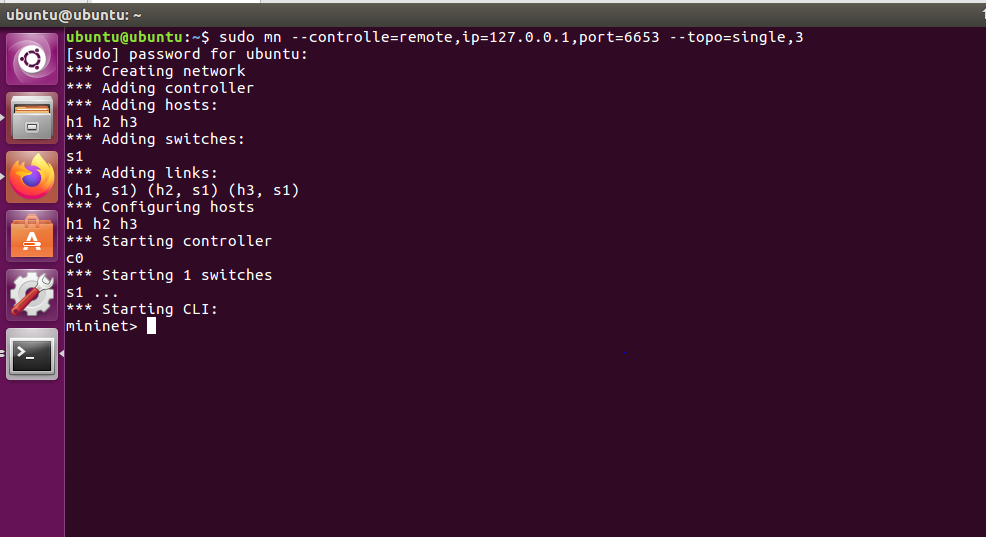 ubuntu@ubuntu: ~
ubuntu@ubuntu:~$ sudo mn --controlle=remote,ip=127.0.0.1,port=6653 --topo=single,3
[sudo] password for ubuntu:
*** Creating network
*** Adding controller
*** Adding hosts:
h1 h2 h3
*** Adding switches:
s1
*** Adding links:
(h1, s1) (h2, s1) (h3, s1)
*** Configuring hosts
h1 h2 h3
*** Starting controller
c0
*** Starting 1 switches
s1 ...
*** Starting CLI:
mininet>